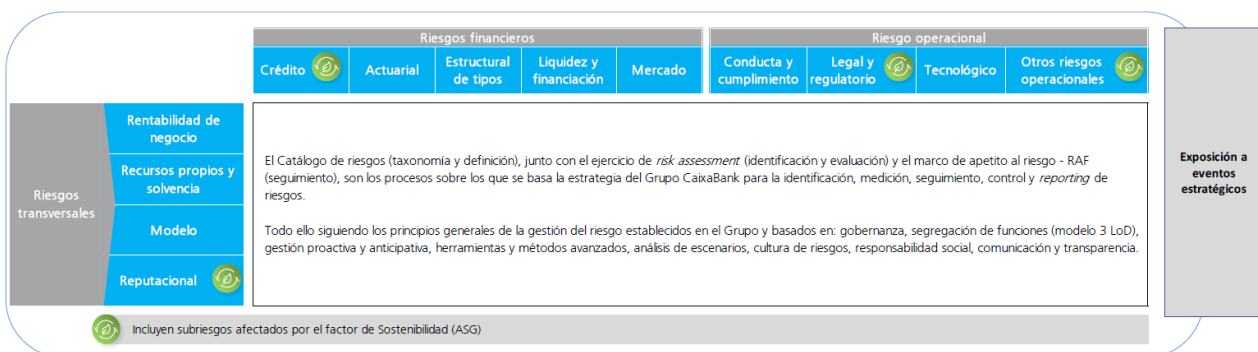 Riesgos financieros
Riesgo operacional
Crédito
Actuarial
Estructural
de tipos
Liquidez y
financiación
Mercado
Conducta y
cumplimiento
Legal y
regulatorio
Tecnológico
Otros riesgos
operacionales
Riesgos
transversales
Rentabilidad de
negocio
Recursos propios y
solvencia
Modelo
Reputacional
El Catálogo de riesgos (taxonomía y definición), junto con el ejercicio de risk assessment (identificación y evaluación) y el marco de apetito al riesgo - RAF
(seguimiento), son los procesos sobre los que se basa la estrategia del Grupo CaixaBank para la identificación, medición, seguimiento, control y reporting de
riesgos.
Todo ello siguiendo los principios generales de la gestión del riesgo establecidos en el Grupo y basados en: gobernanza, segregación de funciones (modelo 3 LoD),
gestión proactiva y anticipativa, herramientas y métodos avanzados, análisis de escenarios, cultura de riesgos, responsabilidad social, comunicación y transparencia.
Exposición a
eventos
estratégicos
Incluyen subriesgos afectados por el factor de Sostenibilidad (ASG)